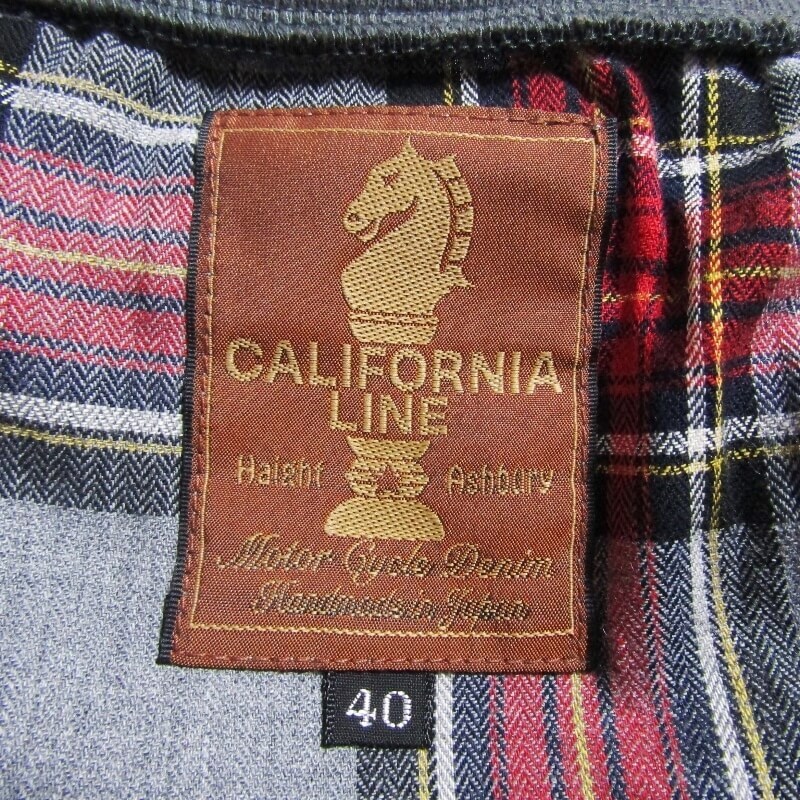 CALIFORNIA
LINE
Haight Ashbury
Motor Cycle Denim
Handmade in Japan
40